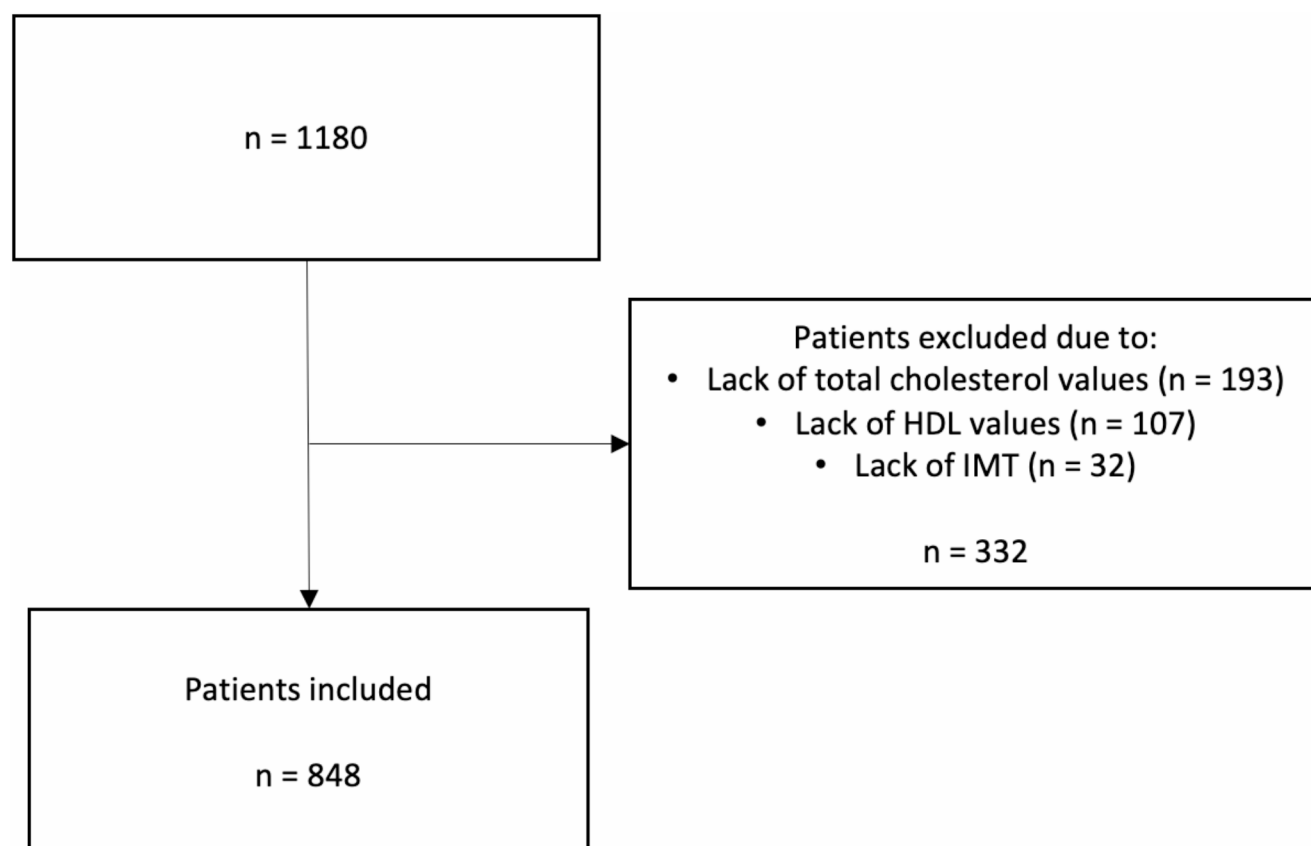 n = 1180
Patients excluded due to:
• Lack of total cholesterol values (n = 193)
• Lack of HDL values (n = 107)
• Lack of IMT (n = 32)
n = 332
Patients included
n = 848